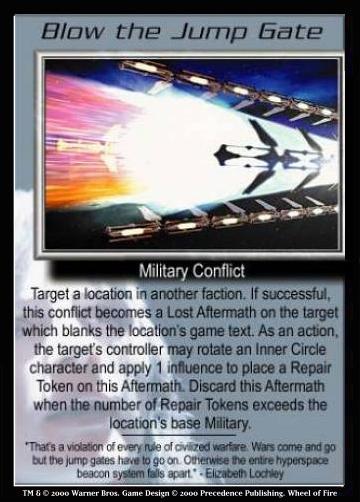 Blow the Jump Gate
Military Conflict
Target a location in another faction. If successful,
this conflict becomes a Lost Aftermath on the target
which blanks the location's game text. As an action,
the target's controller may rotate an Inner Circle
character and apply 1 influence to place a Repair
Token on this Aftermath. Discard this Aftermath
when the number of Repair Tokens exceeds the
location's base Military.
"That's a violation of every rule of civilized warfare. Wars come and go
but the jump gates have to go on. Otherwise the entire hyperspace
beacon system falls apart." - Elizabeth Lochley
TM & © 2000 Warner Bros. Game Design © 2000 Precedence Publishing. Wheel of Fire